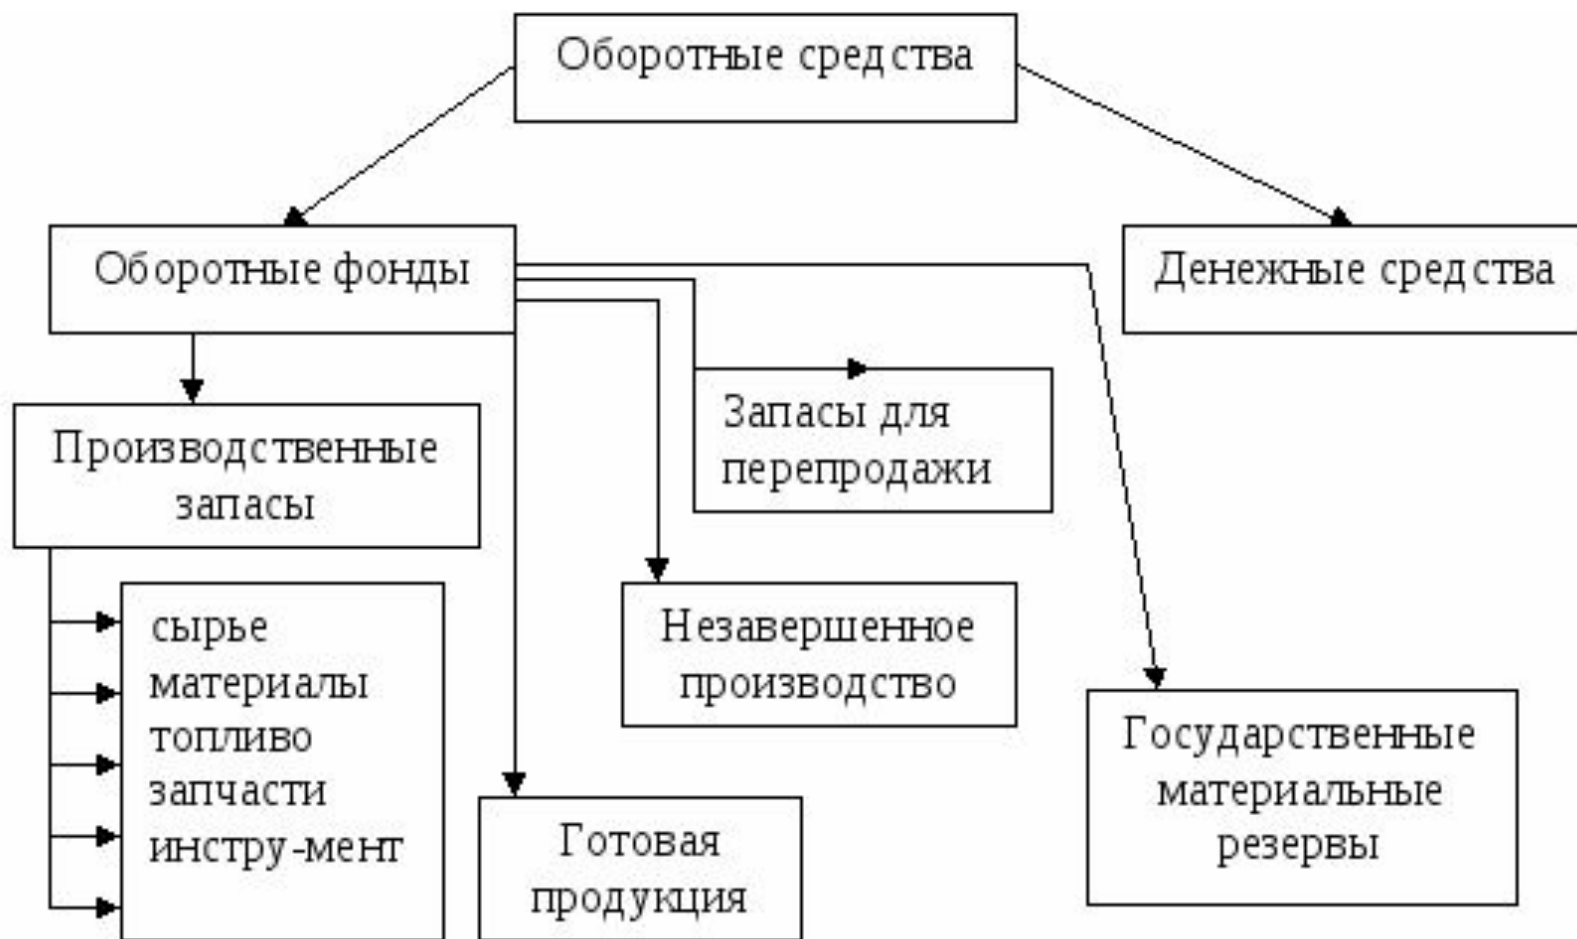 Оборотные средства
Оборотные фонды
Денежные средства
Производственные
запасы
Запасы для
перепродажи
сырье
материалы
топливо
запчасти
инстру-мент
Незавершенное
производство
Готовая
продукция
Государственные
материальные
резервы